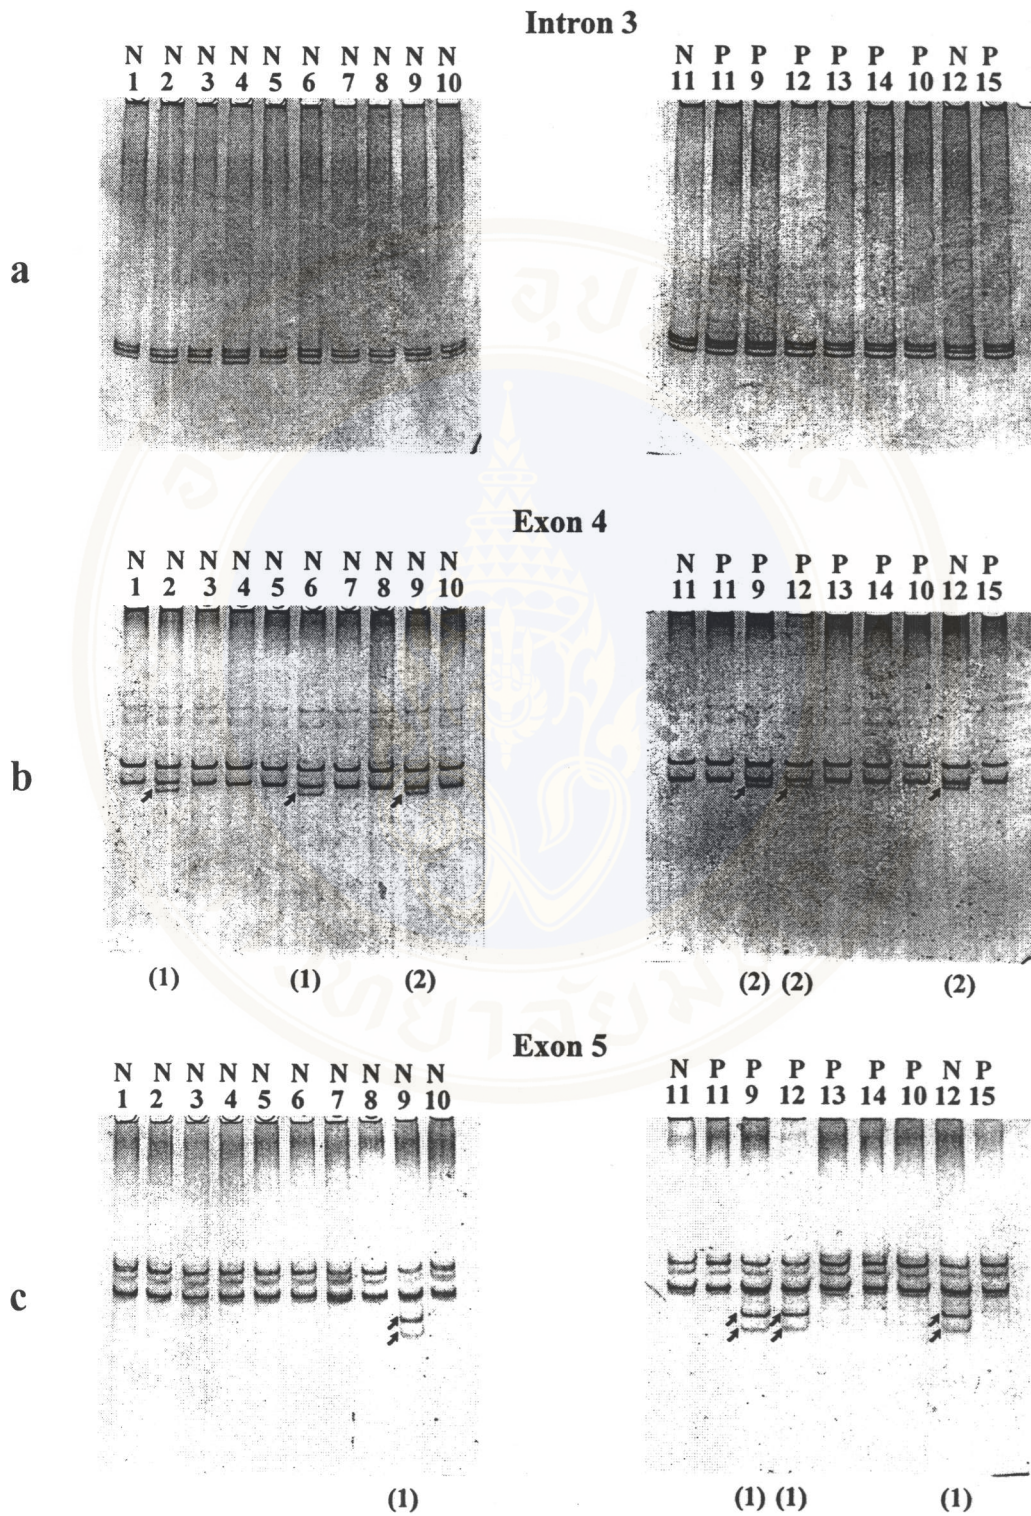 Intron 3
N N N N N N N N N N
1 2 3 4 5 6 7 8 9 10
N P P P P P P N P
11 11 9 12 13 14 10 12 15
a
Exon 4
N N N N N N N N N N
1 2 3 4 5 6 7 8 9 10
N P P P P P P N P
11 11 9 12 13 14 10 12 15
b
(1) (1) (2)
(2) (2) (2)
Exon 5
N N N N N N N N N N
1 2 3 4 5 6 7 8 9 10
N P P P P P P N P
11 11 9 12 13 14 10 12 15
c
(1)
(1) (1) (1)